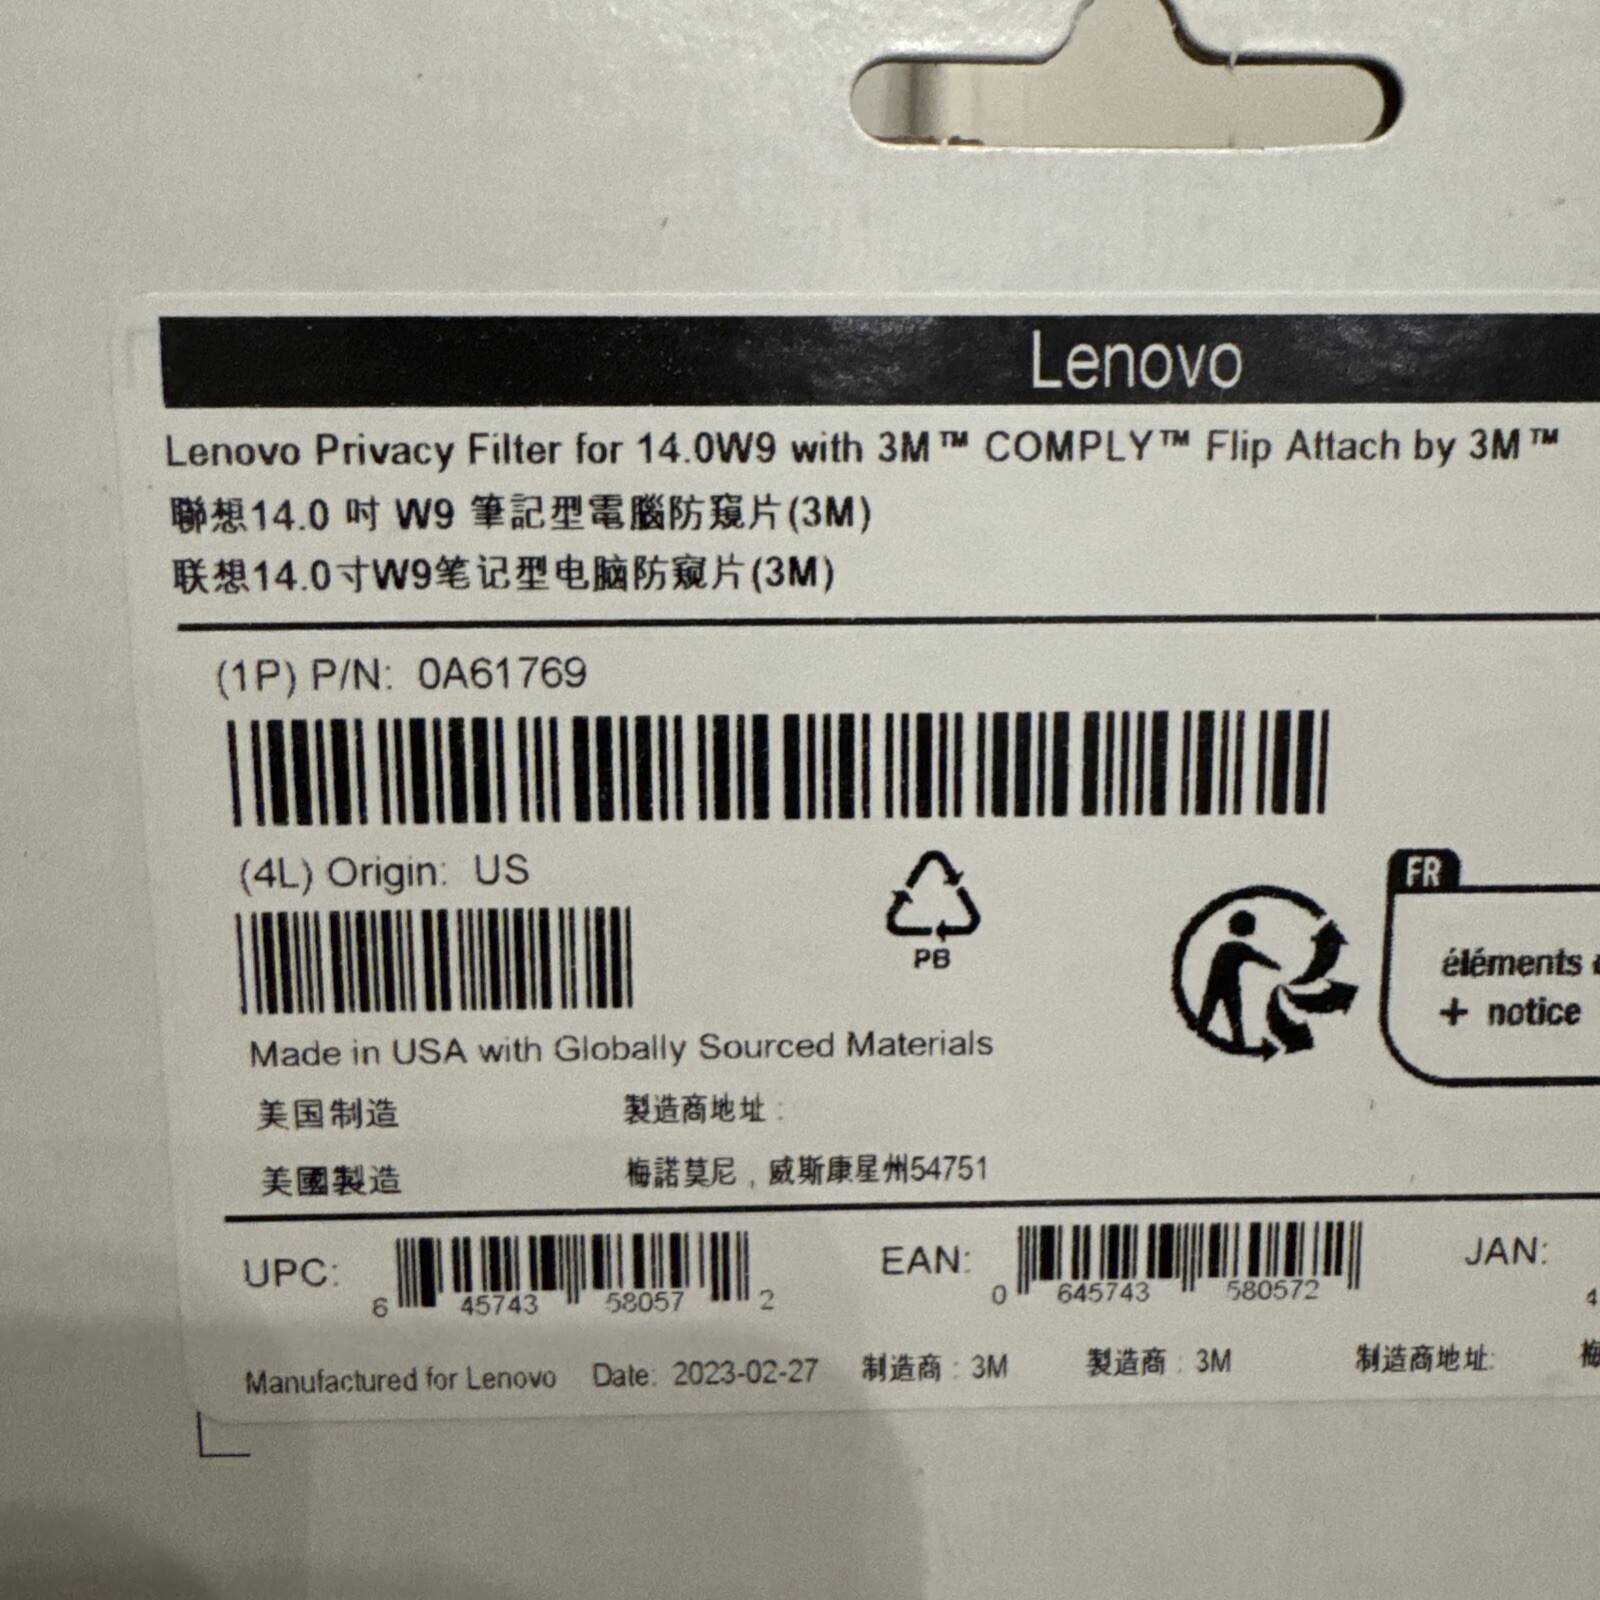 Lenovo
Lenovo Privacy Filter for 14.0W9 with 3M™ COMPLY™ Flip Attach by 3M™
聯想14.0 吋 W9 筆記型電腦防窺片(3M)
联想14.0寸W9笔记型电脑防窥片(3M)
(1P) P/N: 0A61769
(4L) Origin: US
PB
FR
éléments
+ notice
Made in USA with Globally Sourced Materials
美国制造 製造商地址：
美國製造 梅諾莫尼，威斯康星州54751
UPC: 6 45743 58057 2 EAN: 0 645743 580572 JAN: 4
Manufactured for Lenovo Date: 2023-02-27 制造商：3M 製造商：3M 制造商地址: 梅